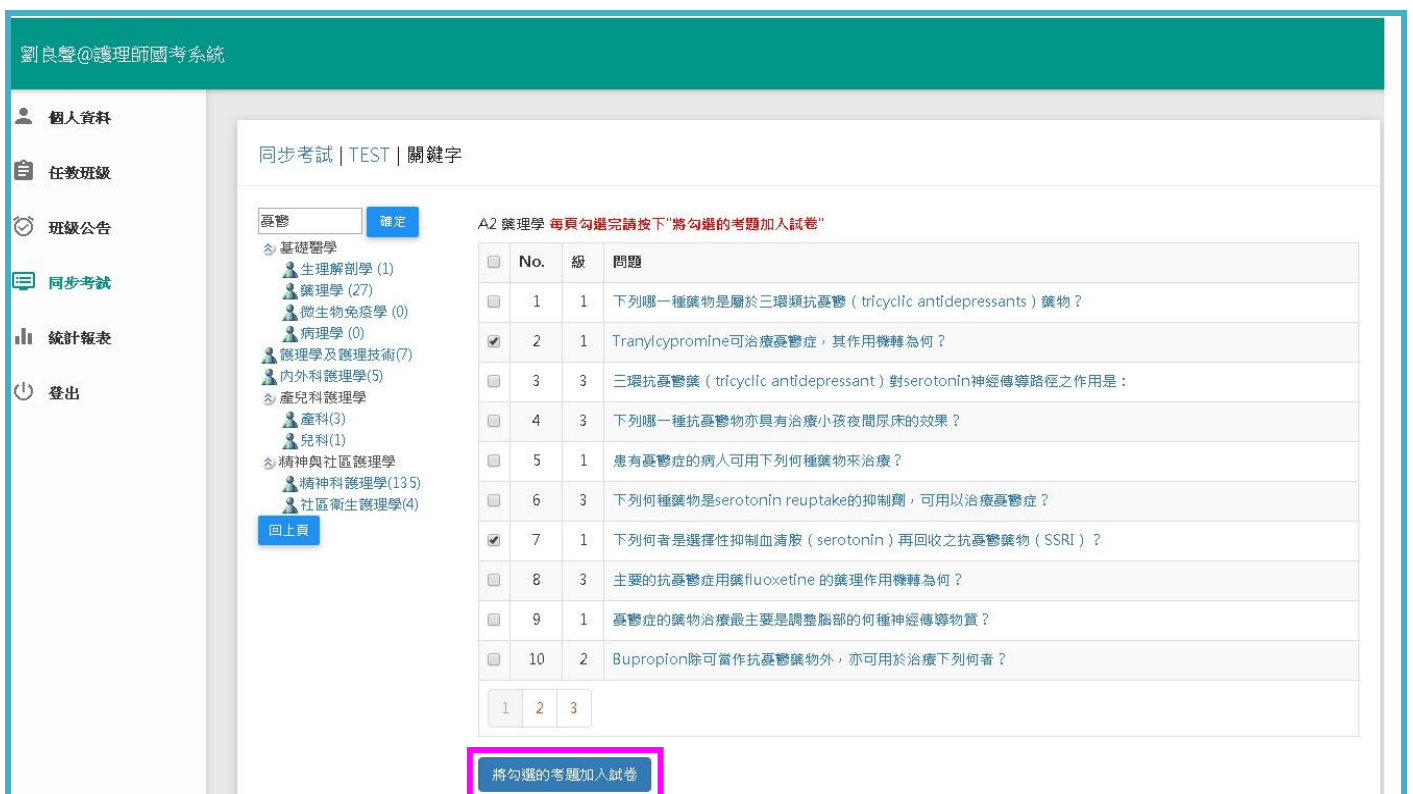 劉良聲@護理師國考系統
個人資料
任教班級
班級公告
同步考試
統計報表
登出
同步考試 | TEST | 關鍵字
憂鬱 確定
基礎醫學
生理解剖學 (1)
藥理學 (27)
微生物免疫學 (0)
病理學 (0)
護理學及護理技術(7)
內外科護理學(5)
產兒科護理學
產科(3)
兒科(1)
精神與社區護理學
精神科護理學(135)
社區衛生護理學(4)
回上頁
A2 藥理學 每頁勾選完請按下"將勾選的考題加入試卷"
No. 級 問題
1 1 下列哪一種藥物是屬於三環類抗憂鬱（tricyclic antidepressants）藥物？
2 1 Tranylcypromine可治療憂鬱症，其作用機轉為何？
3 3 三環抗憂鬱藥（tricyclic antidepressant）對serotonin神經傳導路徑之作用是：
4 3 下列哪一種抗憂鬱物亦具有治療小孩夜間尿床的效果？
5 1 患有憂鬱症的病人可用下列何種藥物來治療？
6 3 下列何種藥物是serotonin reuptake的抑制劑，可用以治療憂鬱症？
7 1 下列何者是選擇性抑制血清胺（serotonin）再回收之抗憂鬱藥物（SSRI）？
8 3 主要的抗憂鬱症用藥fluoxetine 的藥理作用機轉為何？
9 1 憂鬱症的藥物治療最主要是調整腦部的何種神經傳導物質？
10 2 Bupropion除可當作抗憂鬱藥物外，亦可用於治療下列何者？
1 2 3
將勾選的考題加入試卷